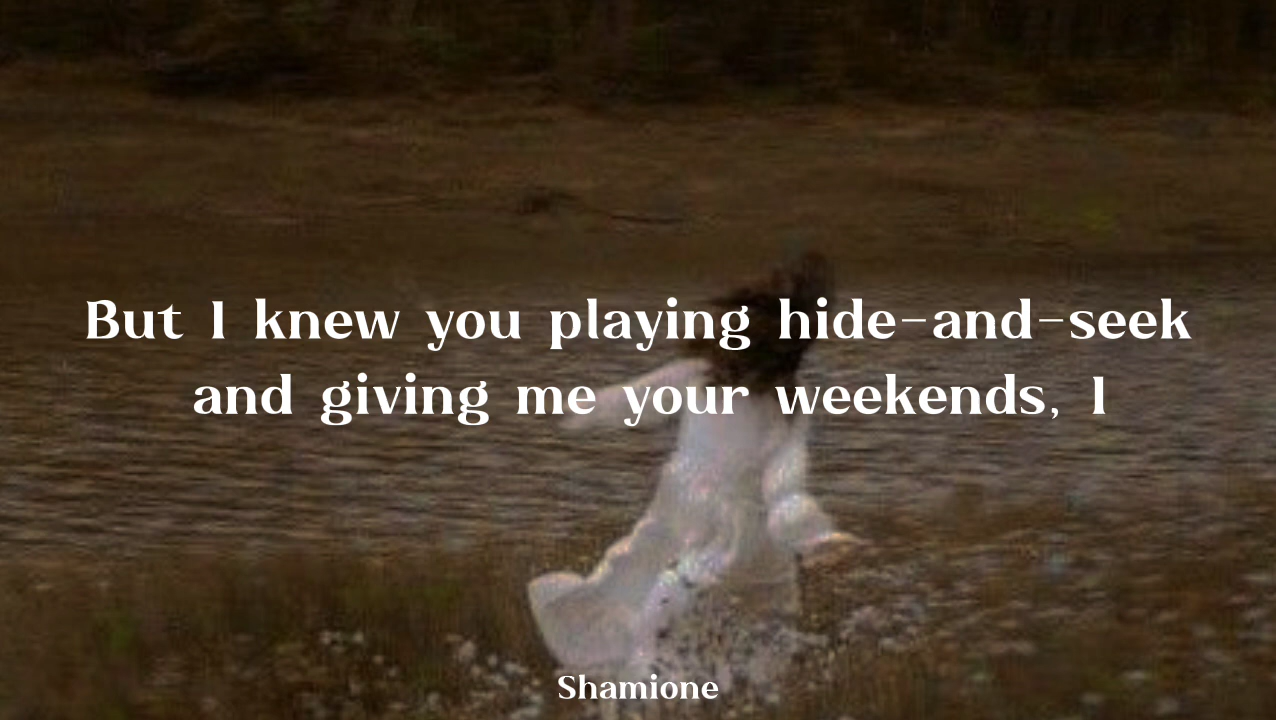 But I knew you playing hide-and-seek
and giving me your weekends, I
Shamione